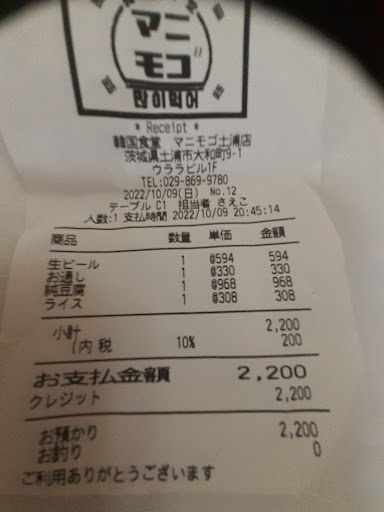 マニ
モゴ
많이먹어
* Receipt *
韓国食堂 マニモゴ土浦店
茨城県土浦市大和町9-1
ウララビル1F
TEL:029-869-9780
2022/10/09(日) No.12
テーブル C1 担当者 さえこ
人数:1 支払時間 2022/10/09 20:45:14
商品 数量 単価 金額
生ビール 1 @594 594
お通し 1 @330 330
純豆腐 1 @968 968
ライス 1 @308 308
小計 2,200
(内 税 10% 200
お支払金額 2,200
クレジット 2,200
お預かり 2,200
お釣り 0
ご利用ありがとうございます